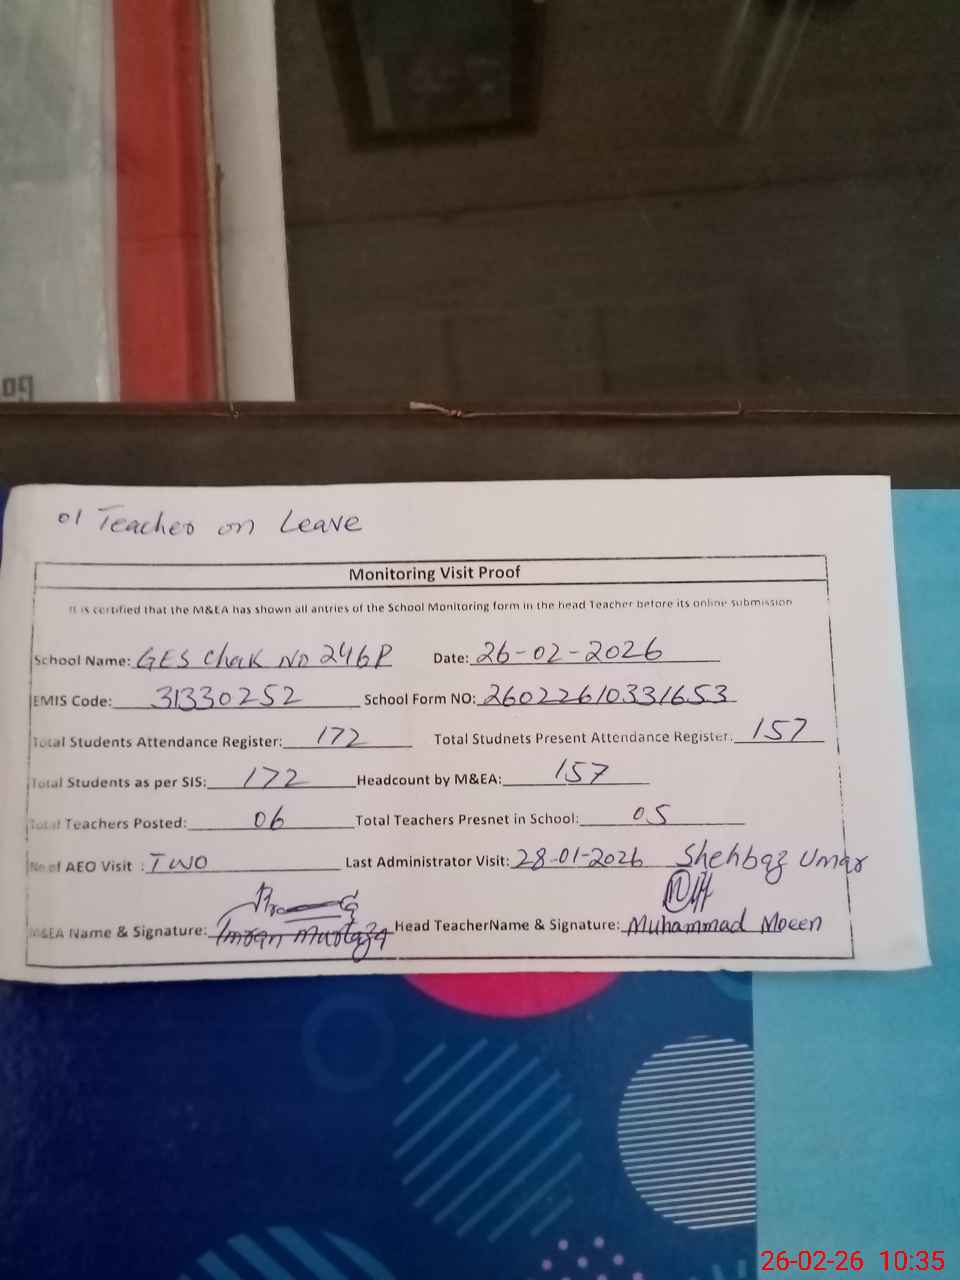 09
01 Teacher on Leave
Monitoring Visit Proof
It is certified that the M&EA has shown all antries of the School Monitoring form in the head Teacher before its online submission
School Name: GES Chak No 246P Date: 26-02-2026
EMIS Code: 31330252 School Form NO: 26022610331653
Total Students Attendance Register: 172 Total Studnets Present Attendance Register: 157
Total Students as per SIS: 172 Headcount by M&EA: 157
Total Teachers Posted: 06 Total Teachers Presnet in School: 05
No of AEO Visit : TWO Last Administrator Visit: 28-01-2026 Shehbaz Umar
M&EA Name & Signature: Imran Murtaza Head TeacherName & Signature: Muhammad Moeen
26-02-26 10:35